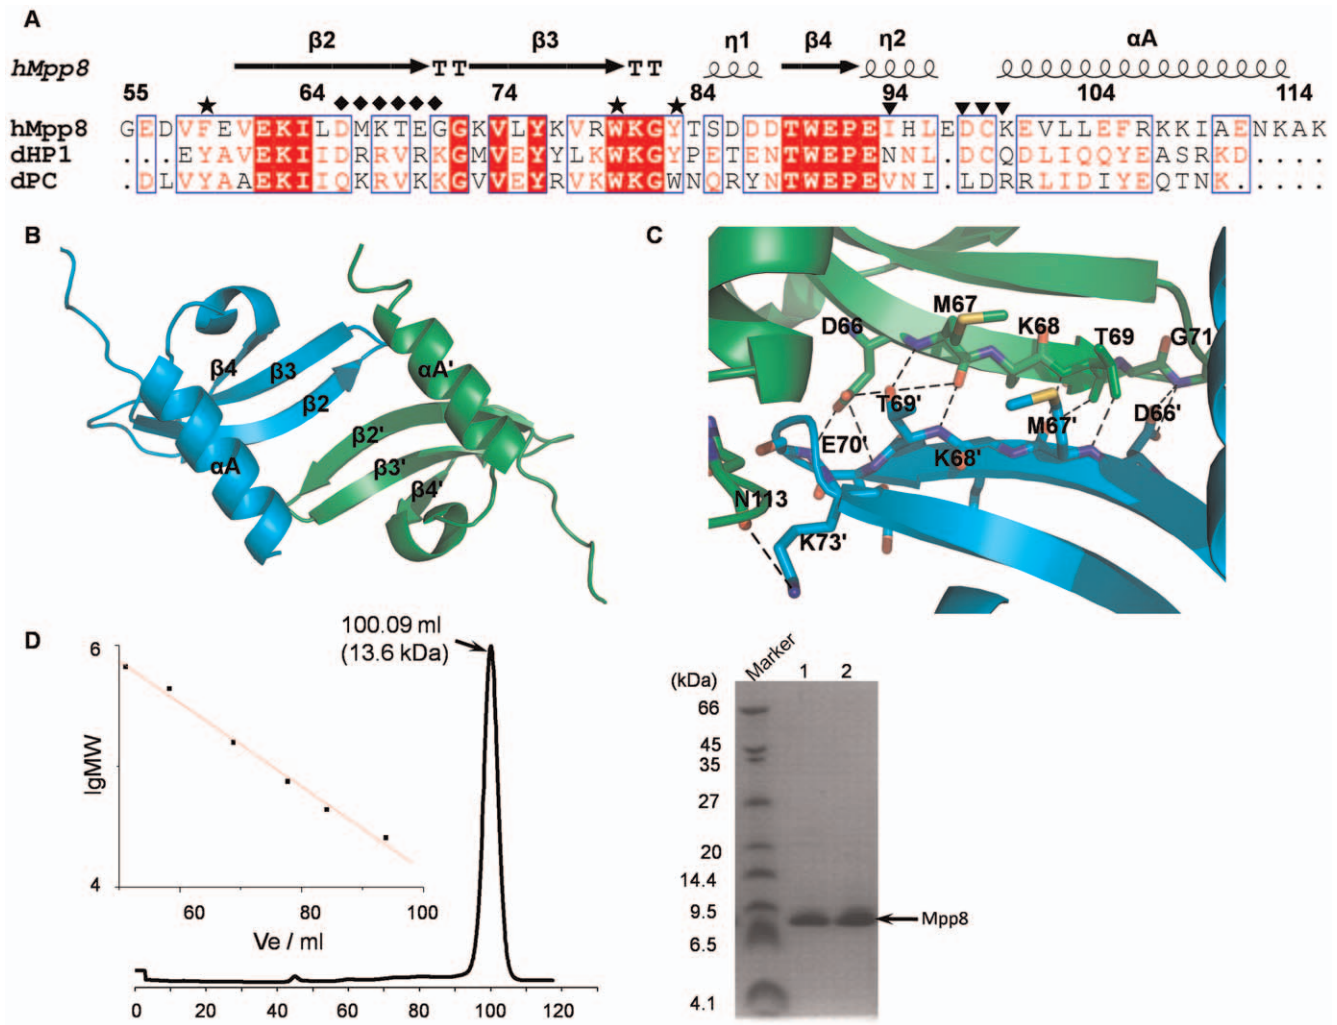 A
β2 β3 η1 β4 η2 αA
hMpp8 TT TT
55 64 74 84 94 104 114
hMpp8 GEDVFEVEKILDMKTEGGKVLYKVRWKGYTSDDDTWEPEIHLEDCKEVLLEFRKKIAENKAK
dHP1 ...EYAVEKIIDRRVRKGMVEYYLKWKGYPETENTWEPENNL.DCQDLIQQYEASRKD.....
dPC .DLVYAAEKIIQKRVKKGVVEYRVKWKGWNQRYNTWEPEVNI.LDRRLIDIYEQTNK......
B
β4 β3 β2 αA αA' β2' β3' β4'
C
D66 M67 K68 T69 G71
T69' M67' D66'
E70' K68'
N113 K73'
D
100.09 ml
(13.6 kDa)
6
lgMW
4
60 80 100
Ve / ml
0 20 40 60 80 100 120
Marker 1 2
(kDa)
66
45
35
27
20
14.4
9.5
Mpp8
6.5
4.1